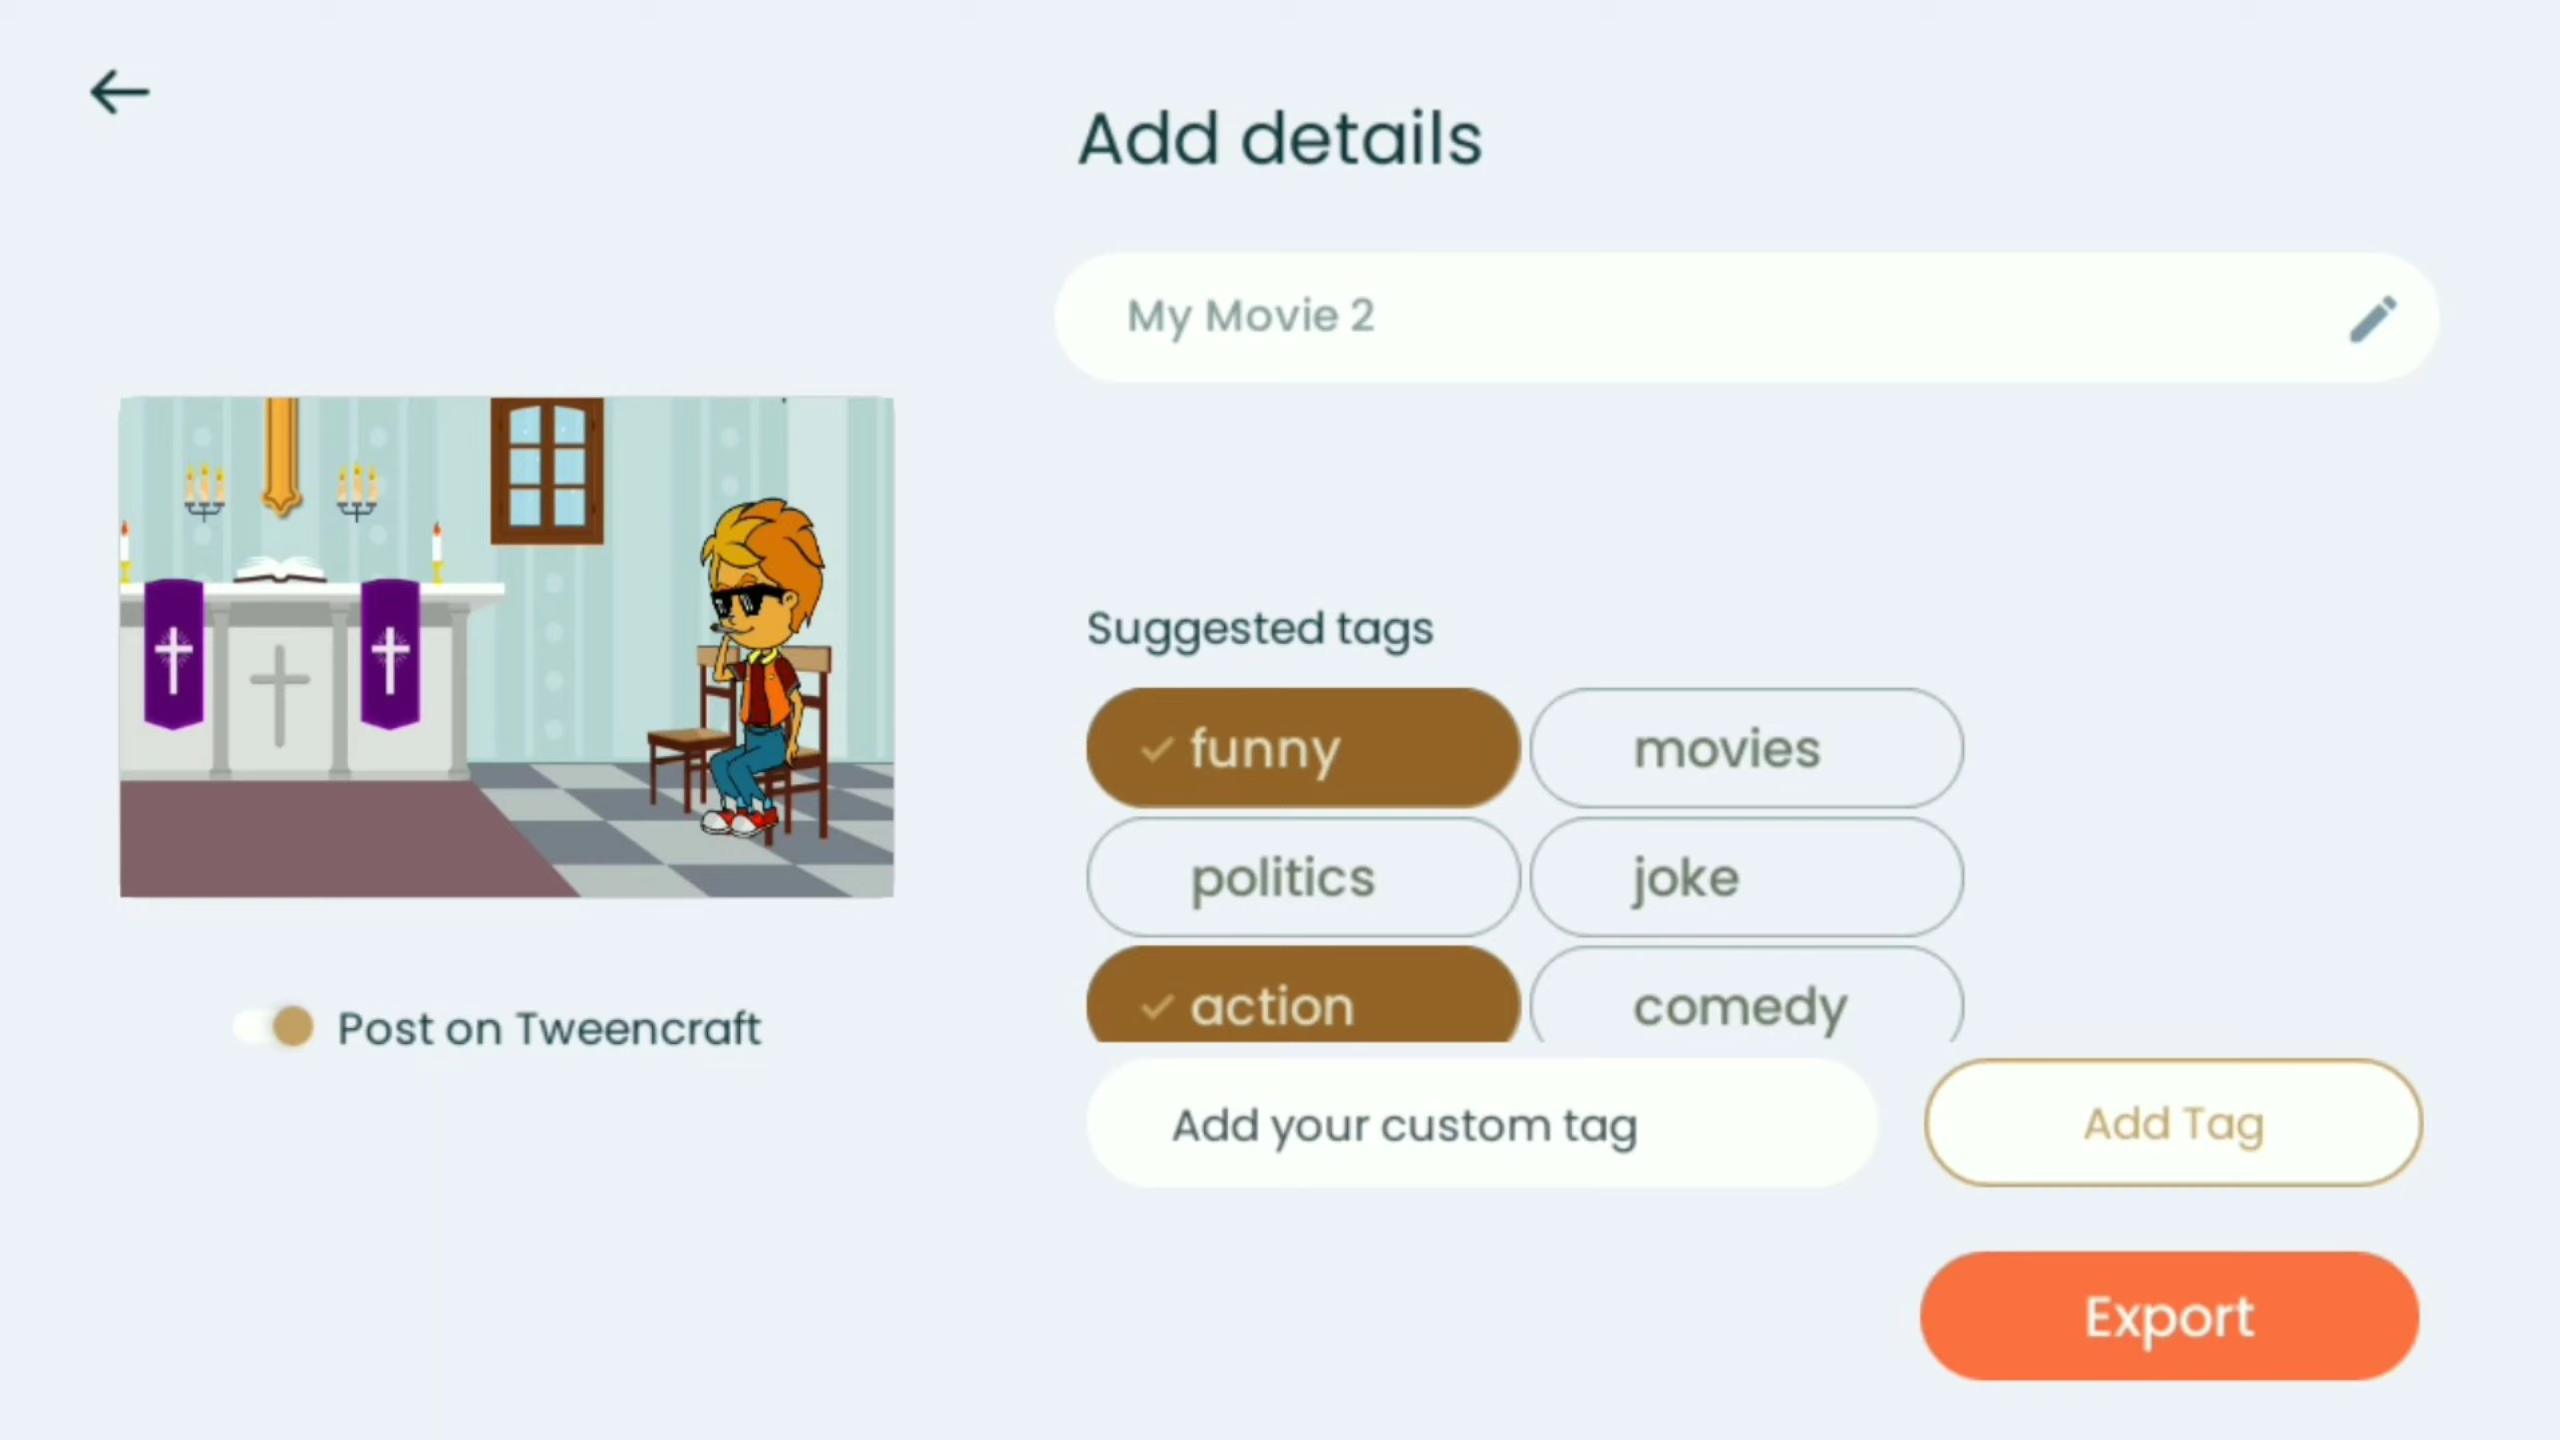 Add details
My Movie 2
Suggested tags
funny
movies
politics
joke
action
comedy
Post on Tweencraft
Add your custom tag
Add Tag
Export